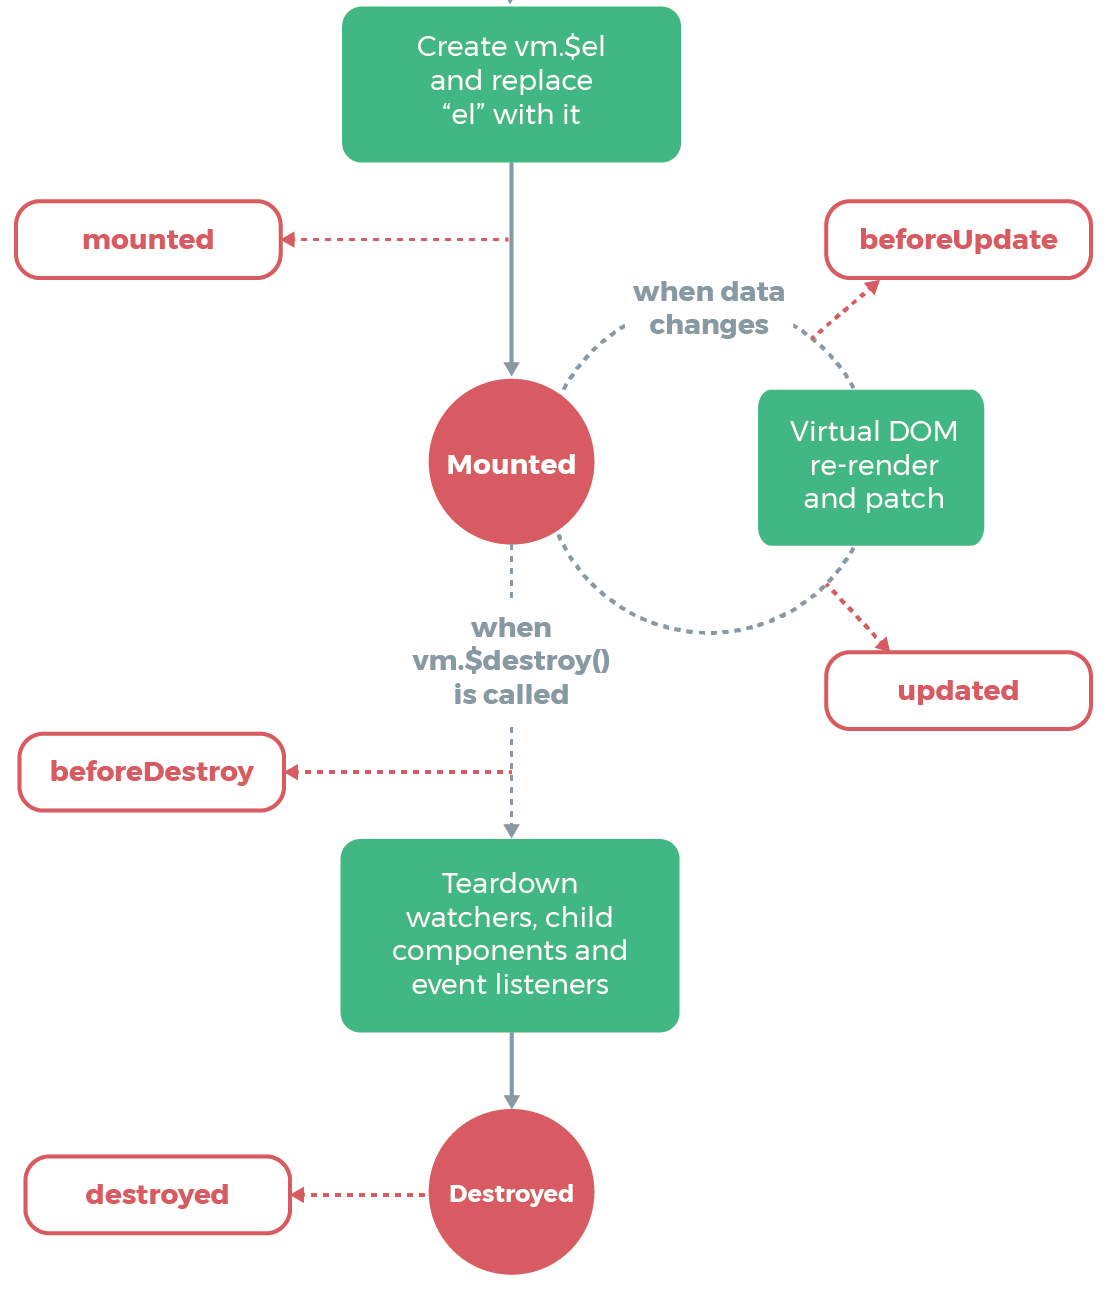 Create vm.$el
and replace
“el” with it
mounted
beforeUpdate
when data
changes
Virtual DOM
re-render
and patch
Mounted
when
vm.$destroy()
is called
updated
beforeDestroy
Teardown
watchers, child
components and
event listeners
destroyed
Destroyed